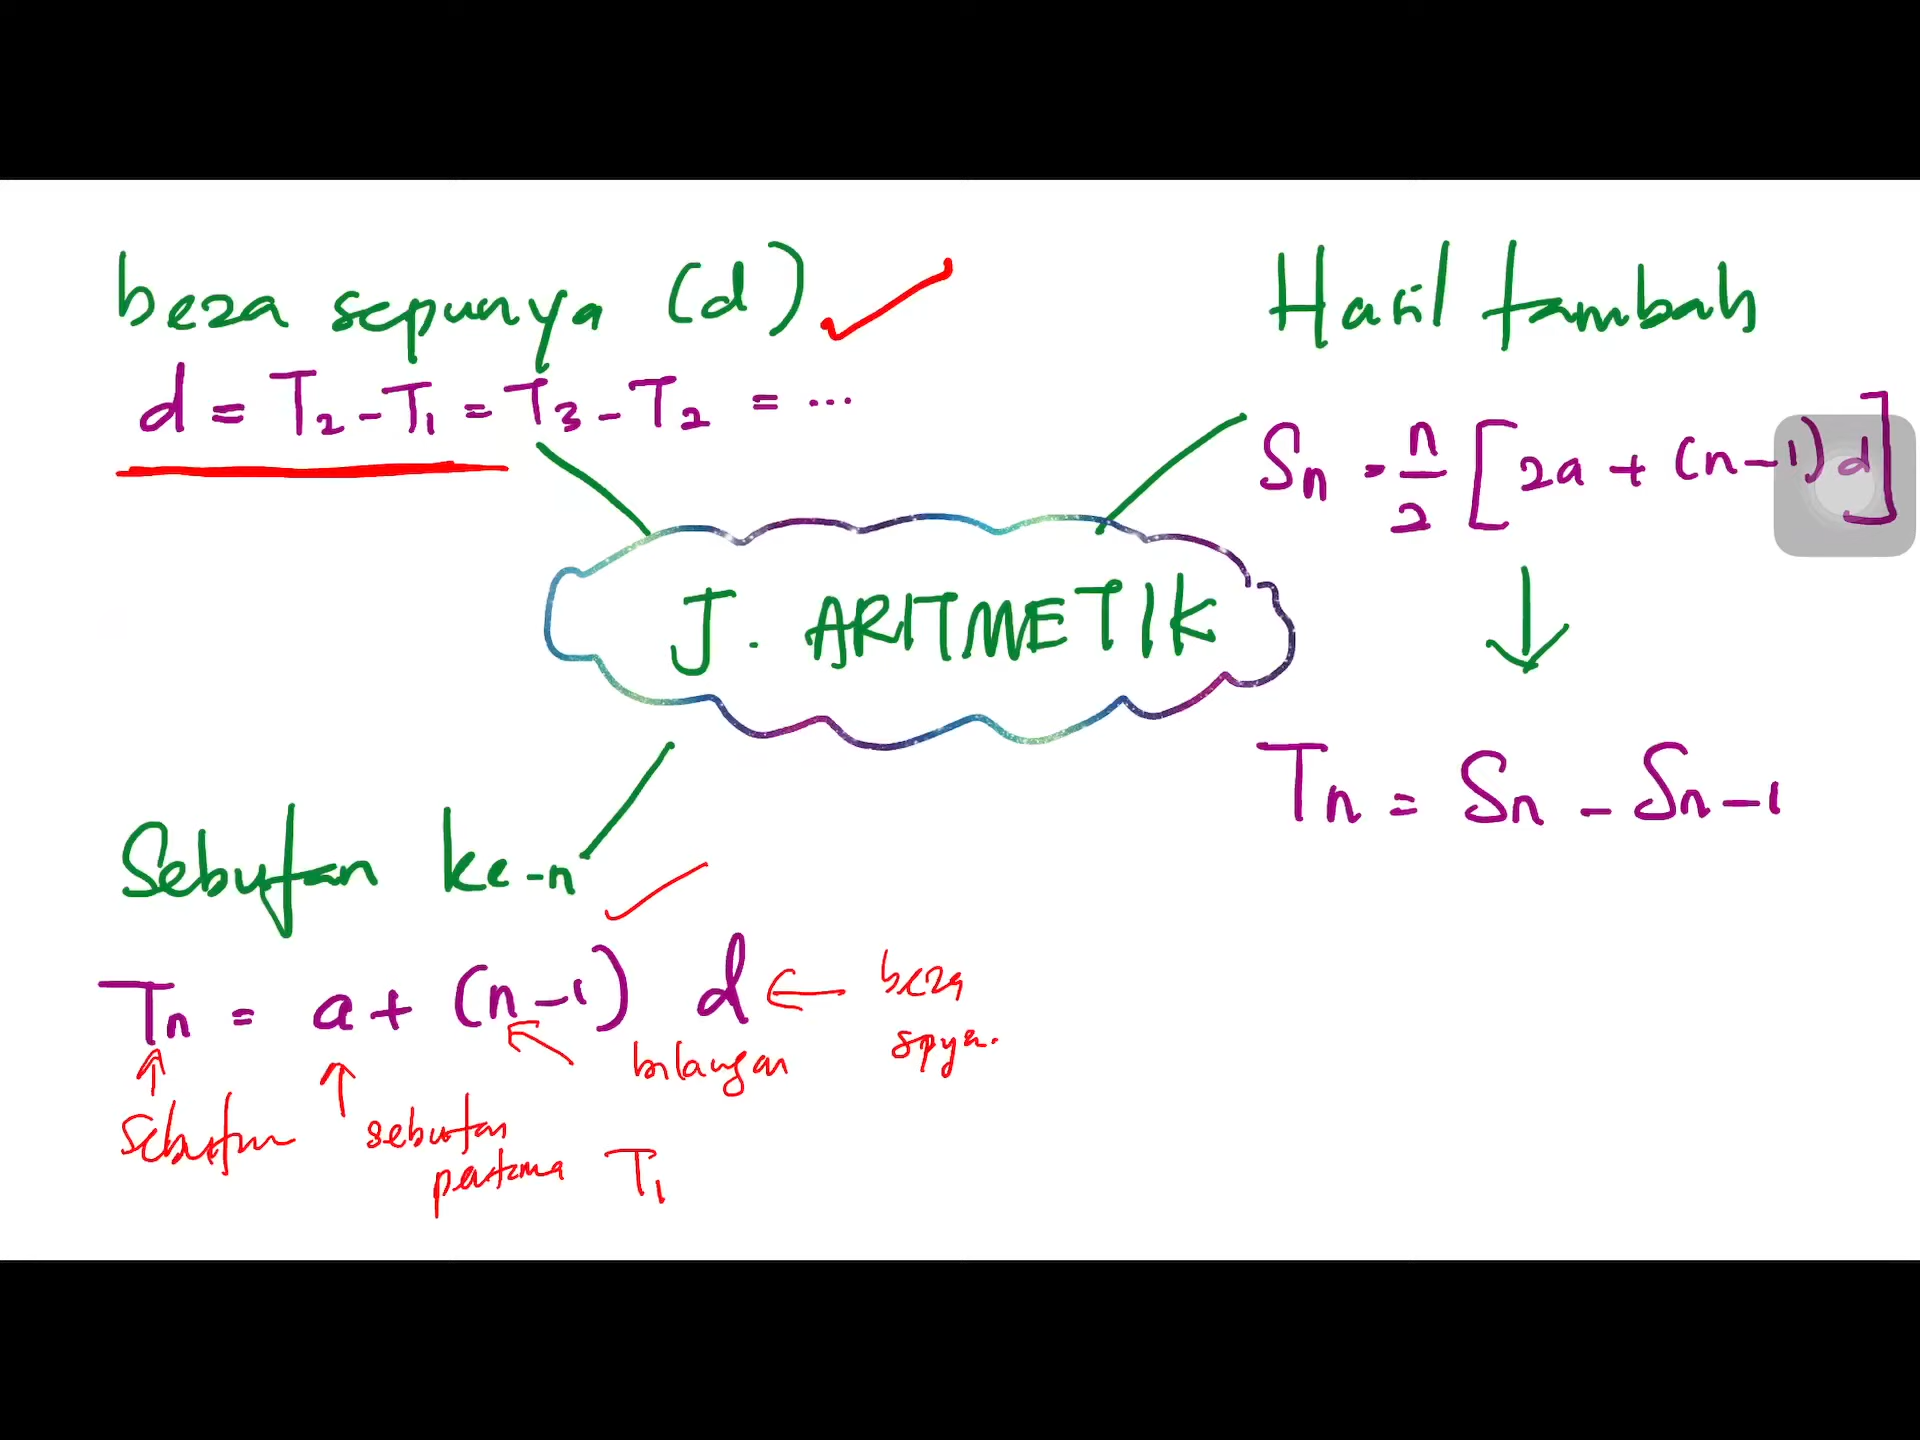 beza sepunya (d)
d = T₂ - T₁ = T₃ - T₂ = ...
Hasil tambah
Sn = n/2 [2a + (n-1)d]
Tn = Sn - Sn-1
J. ARITMETIK
Sebutan ke-n
Tn = a + (n-1) d
beza
spya.
bilangan
sebutan
sebutan
pertama T₁